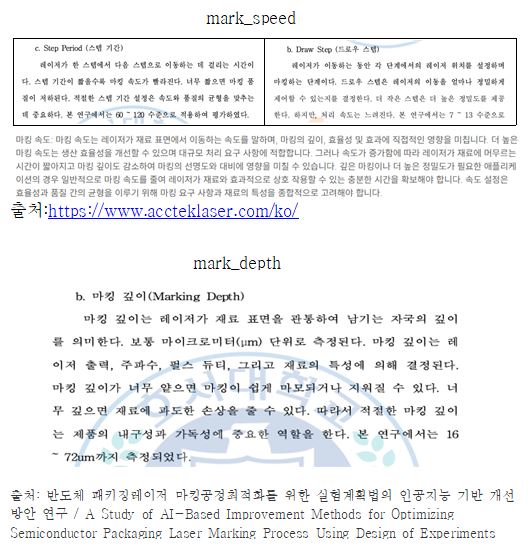 mark_speed
c. Step Period (스텝 기간)
레이저가 한 스텝에서 다음 스텝으로 이동하는 데 걸리는 시간이
다. 스텝 기간이 짧을수록 마킹 속도가 빨라진다. 너무 짧으면 마킹 품
질이 저하된다. 적절한 스텝 기간 설정은 속도와 품질의 균형을 맞추는
데 중요하다. 본 연구에서는 60 ~ 120 수준으로 적용하여 평가하였다.
b. Draw Step (드로우 스텝)
레이저가 이동하는 동안 각 단계에서의 레이저 위치를 설정하며
마킹하는 단계이다. 드로우 스텝은 레이저의 이동을 얼마나 정밀하게
제어할 수 있는지를 결정한다. 더 작은 스텝은 더 높은 정밀도를 제공
한다. 하지만, 처리 속도는 느려진다. 본 연구에서는 7 ~ 13 수준으로
마킹 속도: 마킹 속도는 레이저가 재료 표면에서 이동하는 속도를 말하며, 마킹의 깊이, 효율성 및 효과에 직접적인 영향을 미칩니다. 더 높은
마킹 속도는 생산 효율성을 개선할 수 있으며 대규모 처리 요구 사항에 적합합니다. 그러나 속도가 증가함에 따라 레이저가 재료에 머무르는
시간이 짧아지고 마킹 깊이도 감소하여 마킹의 선명도와 대비에 영향을 미칠 수 있습니다. 깊은 마킹이나 더 높은 정밀도가 필요한 애플리케
이션의 경우 일반적으로 마킹 속도를 줄여 레이저가 재료와 효과적으로 상호 작용할 수 있는 충분한 시간을 확보해야 합니다. 속도 설정은
효율성과 품질 간의 균형을 이루기 위해 마킹 요구 사항과 재료의 특성을 종합적으로 고려해야 합니다.
출처:https://www.accteklaser.com/ko/
mark_depth
b. 마킹 깊이(Marking Depth)
마킹 깊이는 레이저가 재료 표면을 관통하여 남기는 자국의 깊이
를 의미한다. 보통 마이크로미터(μm) 단위로 측정된다. 마킹 깊이는 레
이저 출력, 주파수, 펄스 듀티, 그리고 재료의 특성에 의해 결정된다.
마킹 깊이가 너무 얕으면 마킹이 쉽게 마모되거나 지워질 수 있다. 너
무 깊으면 재료에 과도한 손상을 줄 수 있다. 따라서 적절한 마킹 깊이
는 제품의 내구성과 가독성에 중요한 역할을 한다. 본 연구에서는 16
~ 72um까지 측정되었다.
출처: 반도체 패키징레이저 마킹공정최적화를 위한 실험계획법의 인공지능 기반 개선
방안 연구 / A Study of AI-Based Improvement Methods for Optimizing
Semiconductor Packaging Laser Marking Process Using Design of Experiments